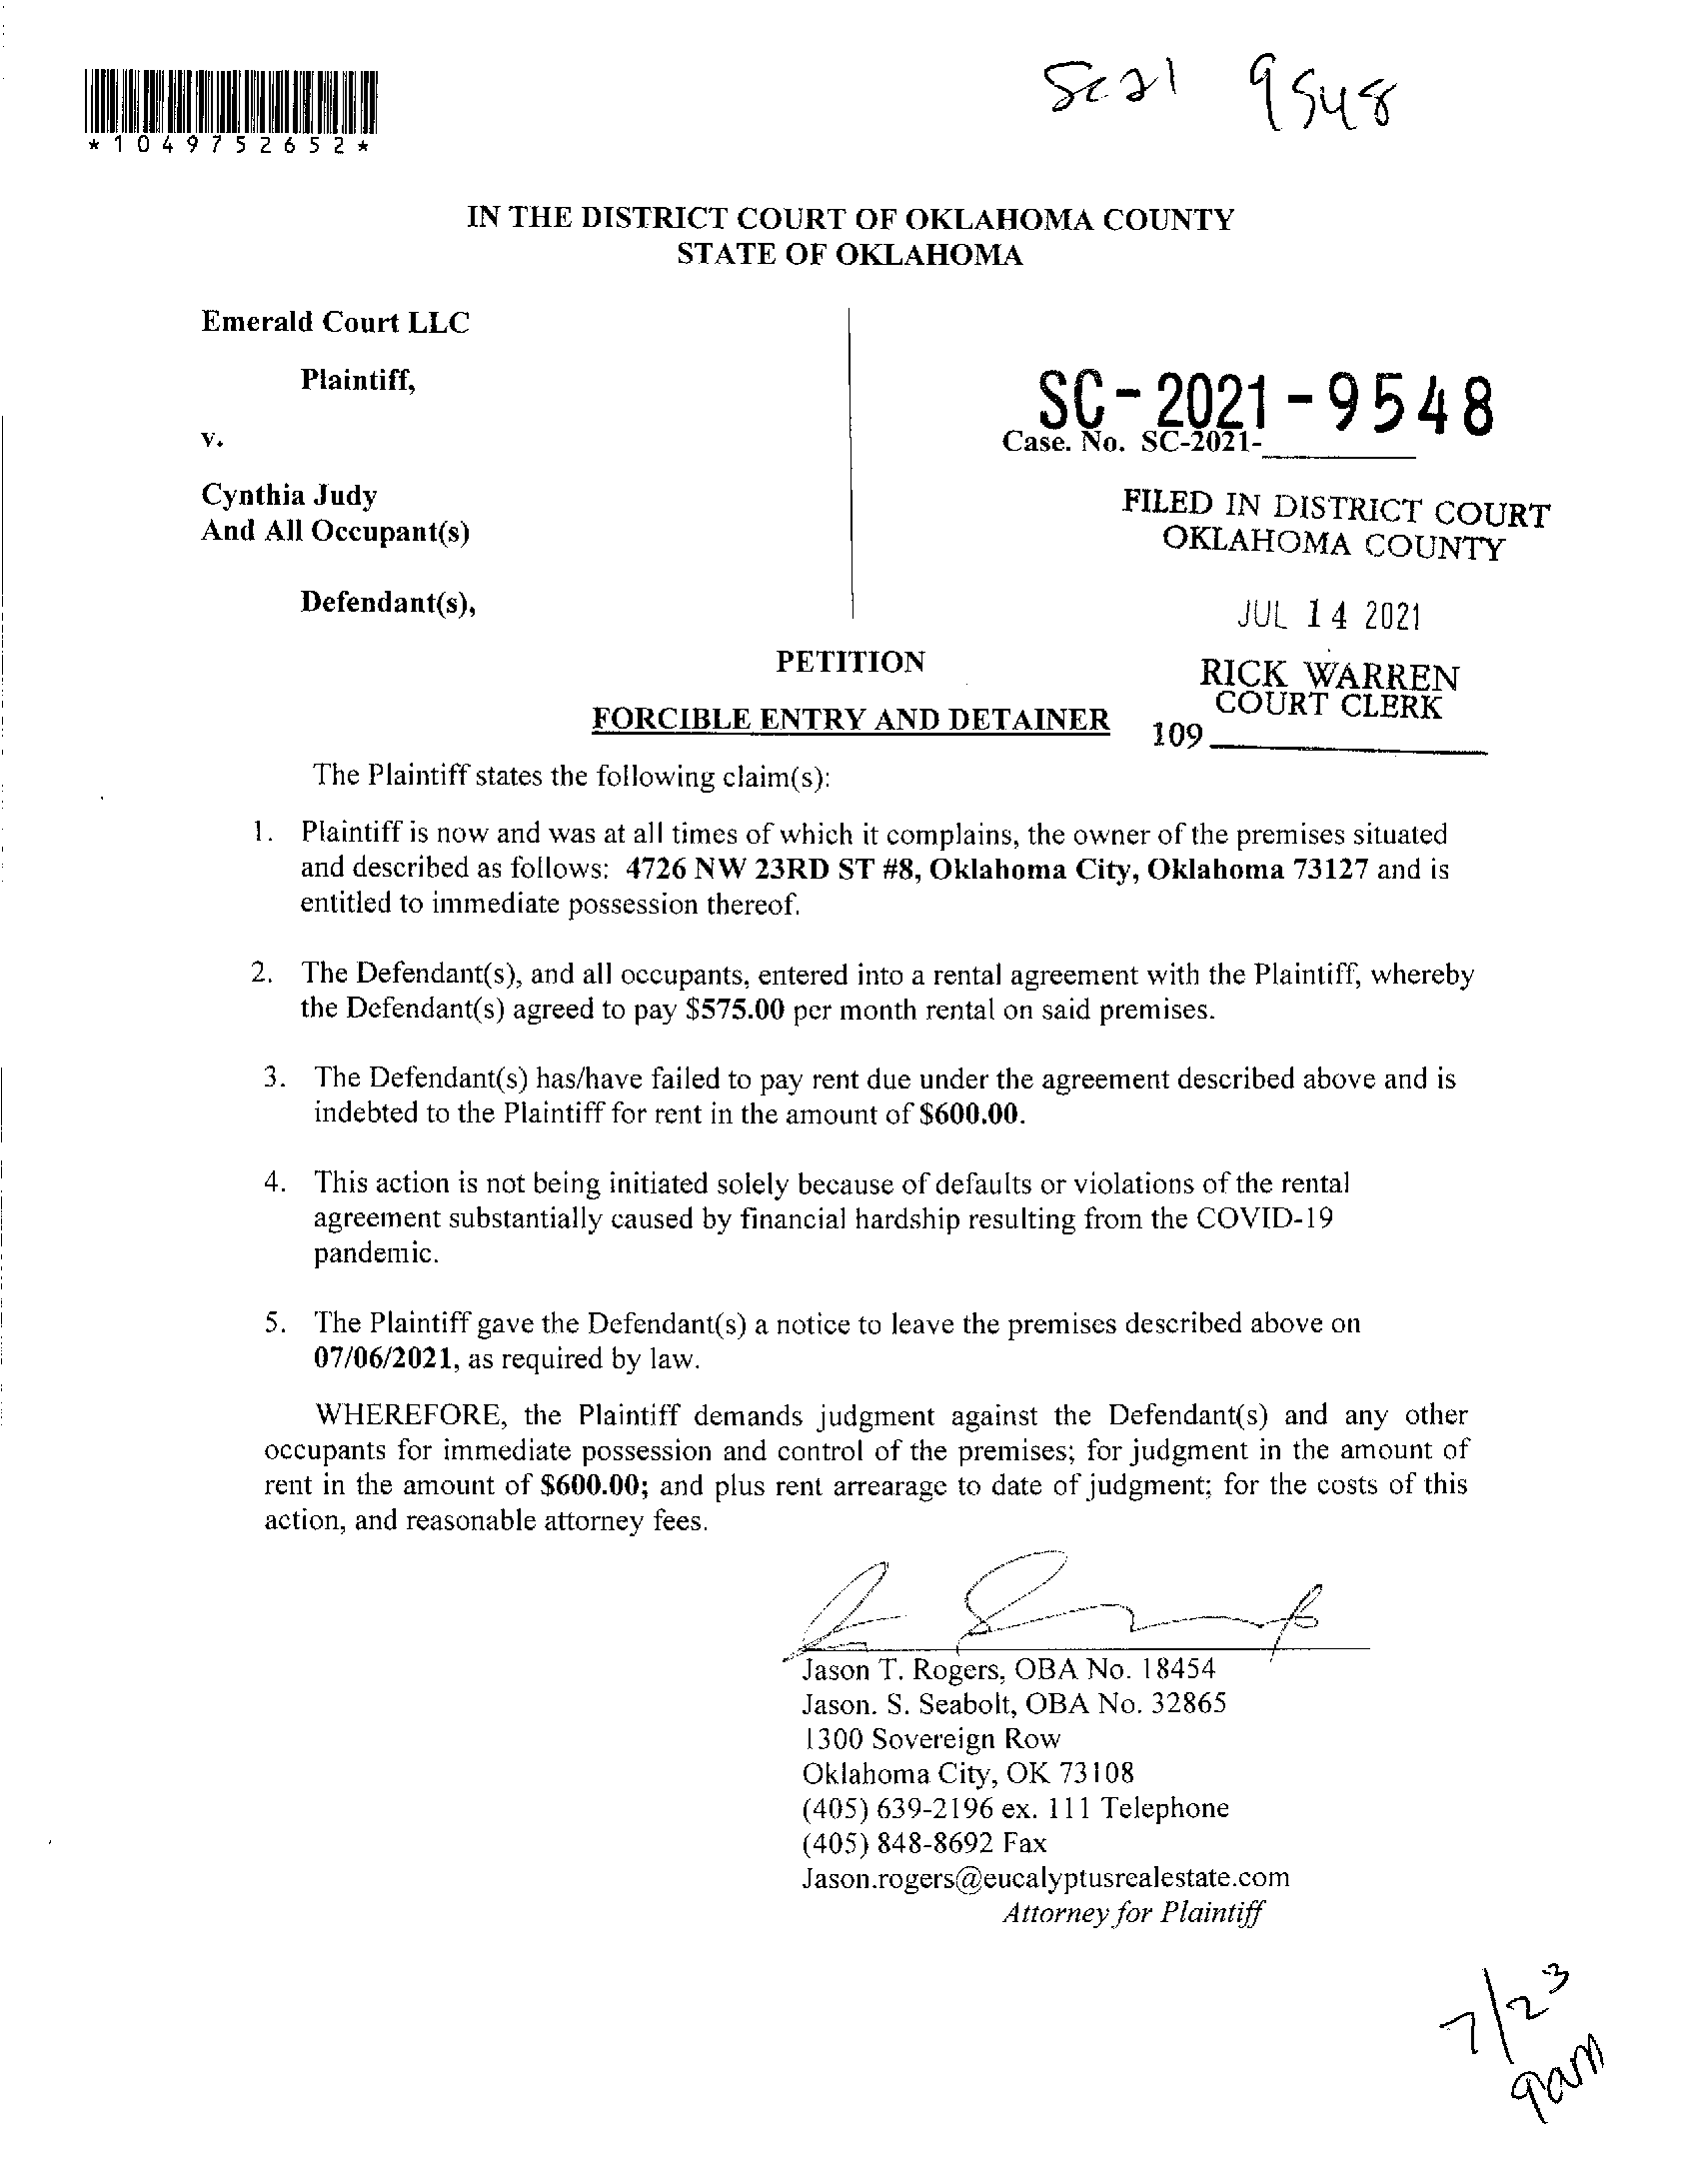 Sc21 9548
*1049752652*
IN THE DISTRICT COURT OF OKLAHOMA COUNTY
STATE OF OKLAHOMA
Emerald Court LLC
Plaintiff,
v.
Cynthia Judy
And All Occupant(s)
Defendant(s),
SC-2021-9548
Case. No. SC-2021-
FILED IN DISTRICT COURT
OKLAHOMA COUNTY
JUL 14 2021
RICK WARREN
COURT CLERK
109
PETITION
FORCIBLE ENTRY AND DETAINER
The Plaintiff states the following claim(s):
1. Plaintiff is now and was at all times of which it complains, the owner of the premises situated
and described as follows: 4726 NW 23RD ST #8, Oklahoma City, Oklahoma 73127 and is
entitled to immediate possession thereof.
2. The Defendant(s), and all occupants, entered into a rental agreement with the Plaintiff, whereby
the Defendant(s) agreed to pay $575.00 per month rental on said premises.
3. The Defendant(s) has/have failed to pay rent due under the agreement described above and is
indebted to the Plaintiff for rent in the amount of $600.00.
4. This action is not being initiated solely because of defaults or violations of the rental
agreement substantially caused by financial hardship resulting from the COVID-19
pandemic.
5. The Plaintiff gave the Defendant(s) a notice to leave the premises described above on
07/06/2021, as required by law.
WHEREFORE, the Plaintiff demands judgment against the Defendant(s) and any other
occupants for immediate possession and control of the premises; for judgment in the amount of
rent in the amount of $600.00; and plus rent arrearage to date of judgment; for the costs of this
action, and reasonable attorney fees.
Jason T. Rogers, OBA No. 18454
Jason. S. Seabolt, OBA No. 32865
1300 Sovereign Row
Oklahoma City, OK 73108
(405) 639-2196 ex. 111 Telephone
(405) 848-8692 Fax
Jason.rogers@eucalyptusrealestate.com
Attorney for Plaintiff
7/23
9am